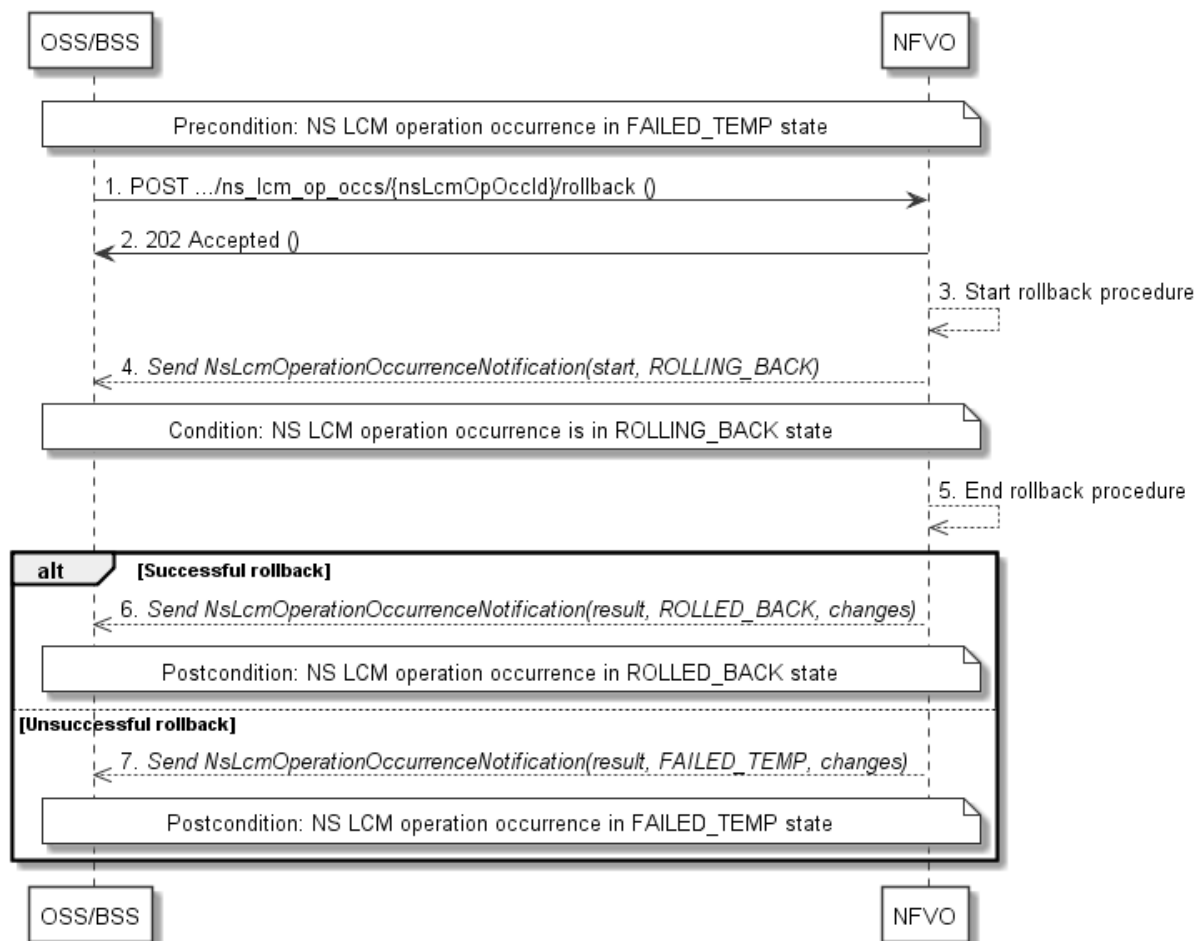 OSS/BSS NFVO
Precondition: NS LCM operation occurrence in FAILED_TEMP state
1. POST .../ns_lcm_op_occs/{nsLcmOpOccId}/rollback ()
2. 202 Accepted ()
3. Start rollback procedure
4. Send NsLcmOperationOccurrenceNotification(start, ROLLING_BACK)
Condition: NS LCM operation occurrence is in ROLLING_BACK state
5. End rollback procedure
alt [Successful rollback]
6. Send NsLcmOperationOccurrenceNotification(result, ROLLED_BACK, changes)
Postcondition: NS LCM operation occurrence in ROLLED_BACK state
[Unsuccessful rollback]
7. Send NsLcmOperationOccurrenceNotification(result, FAILED_TEMP, changes)
Postcondition: NS LCM operation occurrence in FAILED_TEMP state
OSS/BSS NFVO